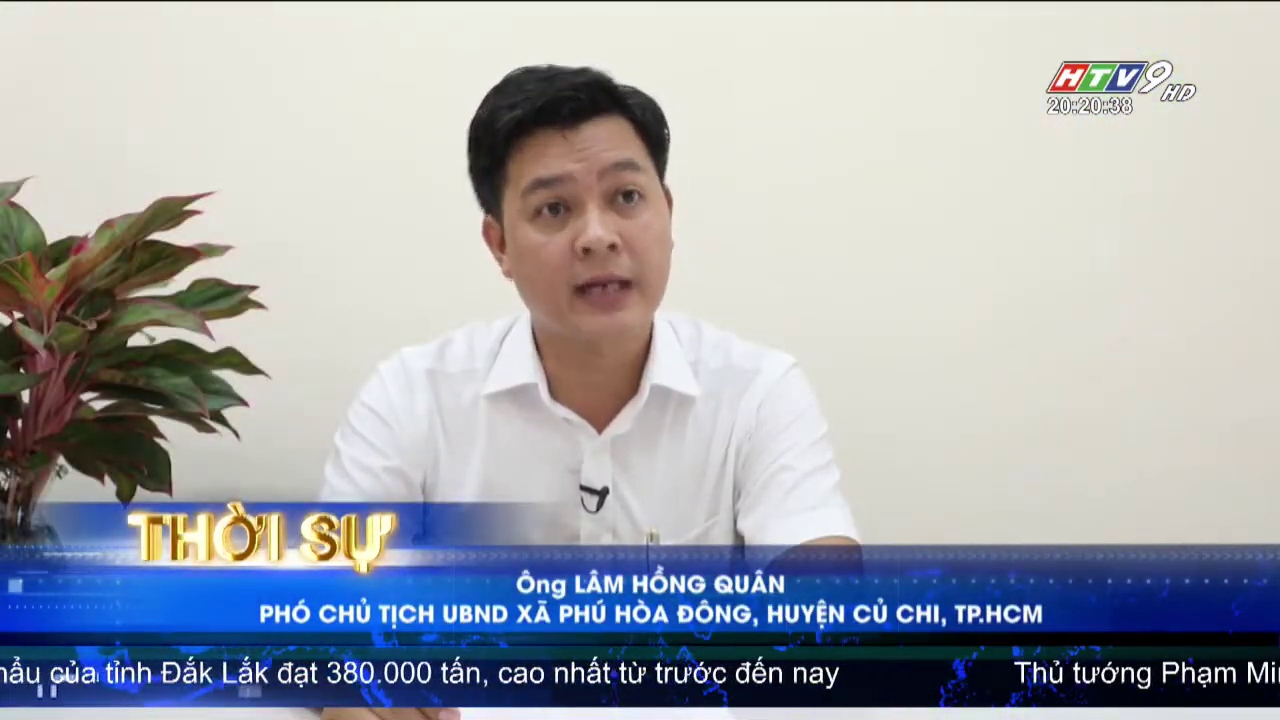 HTV9 HD
20:20:38
THỜI SỰ
Ông LÂM HỒNG QUÂN
PHÓ CHỦ TỊCH UBND XÃ PHÚ HÒA ĐÔNG, HUYỆN CỦ CHI, TP.HCM
của tỉnh Đắk Lắk đạt 380.000 tấn, cao nhất từ trước đến nay Thủ tướng Phạm